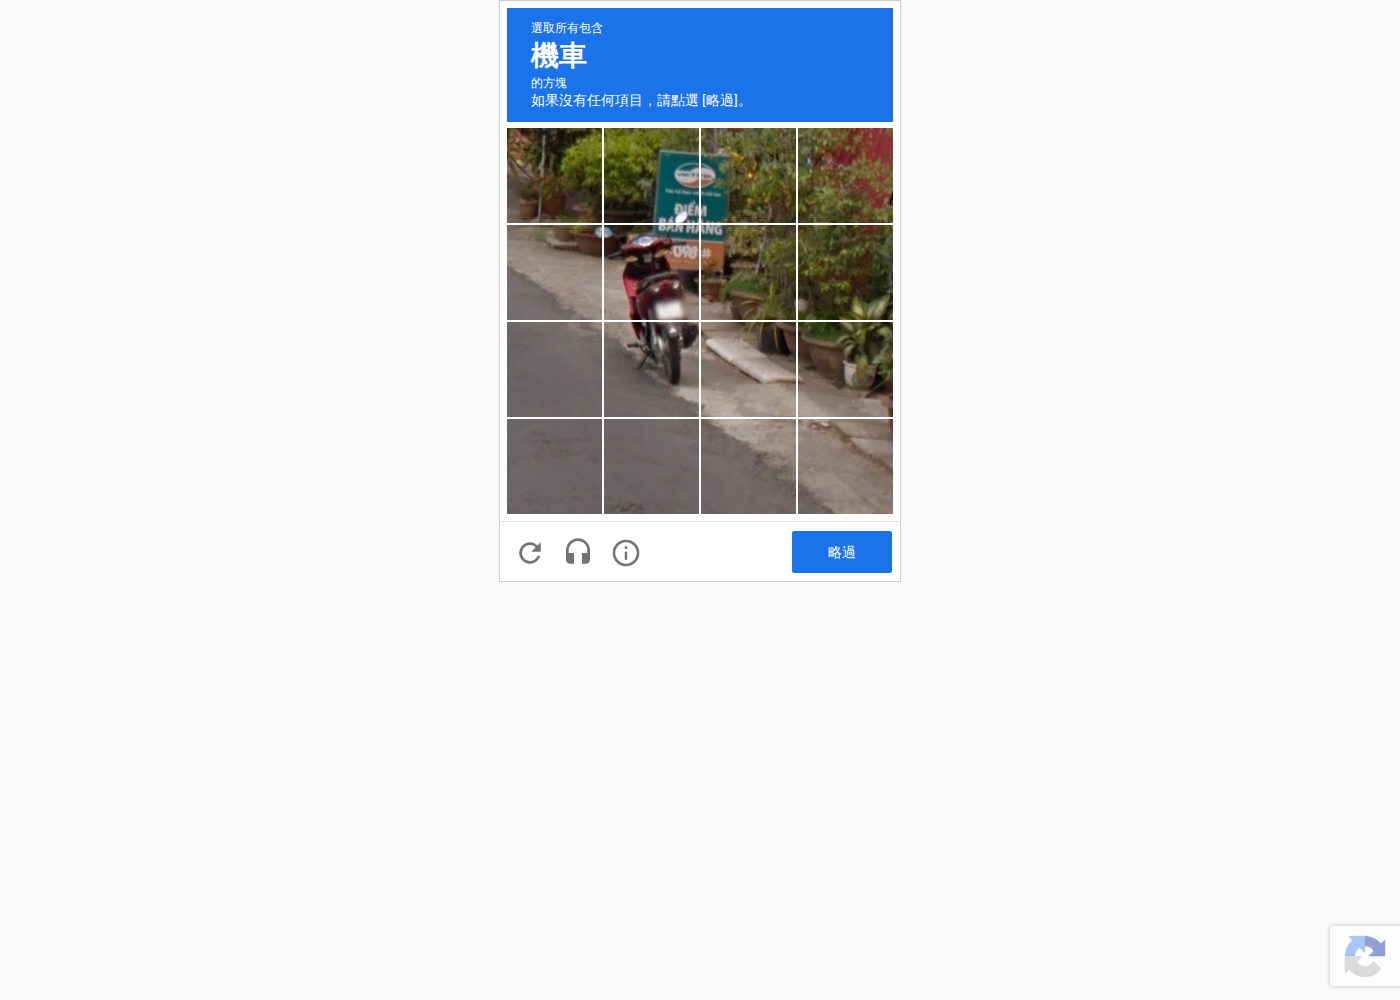 選取所有包含
機車
的方塊
如果沒有任何項目，請點選 [略過]。
ĐIỂM
BÁN HÀNG
略過